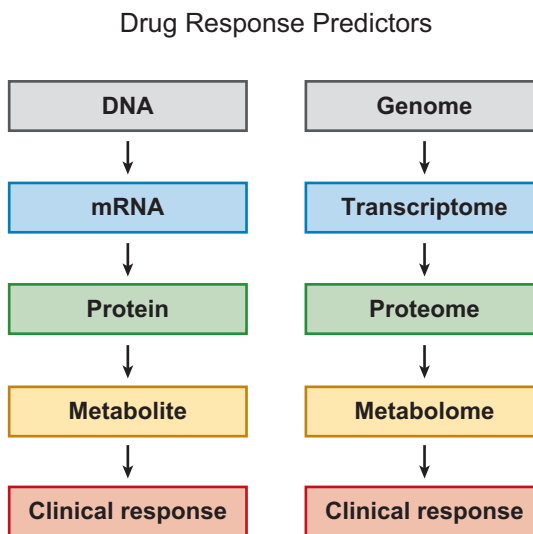 Drug Response Predictors
DNA
Genome
mRNA
Transcriptome
Protein
Proteome
Metabolite
Metabolome
Clinical response
Clinical response